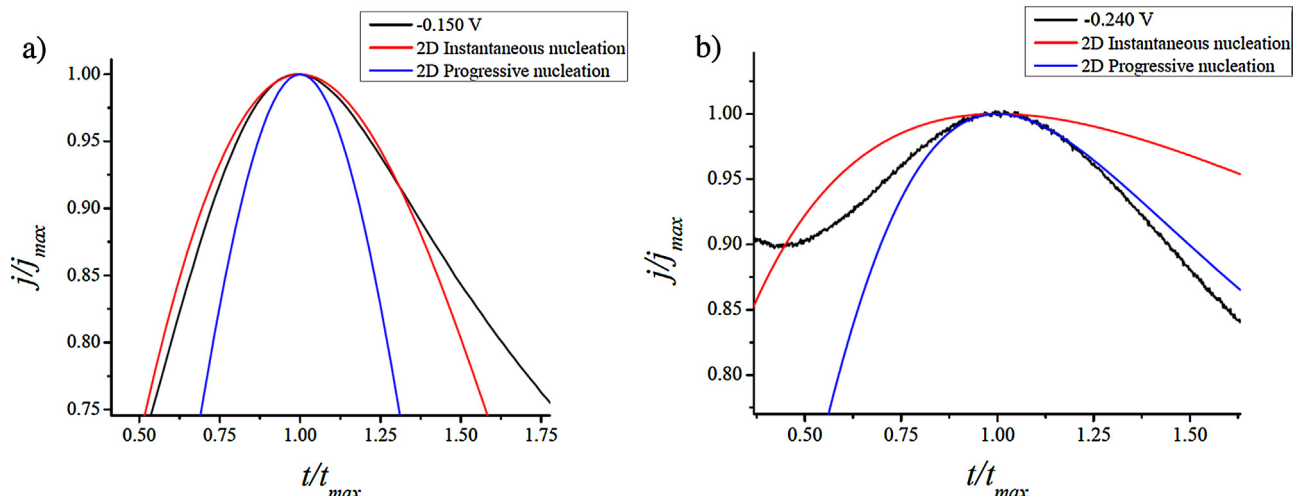 a)
-0.150 V
2D Instantaneous nucleation
2D Progressive nucleation
j/jmax
1.00
0.95
0.90
0.85
0.80
0.75
0.50
0.75
1.00
1.25
1.50
1.75
t/tmax
b)
-0.240 V
2D Instantaneous nucleation
2D Progressive nucleation
j/jmax
1.00
0.95
0.90
0.85
0.80
0.50
0.75
1.00
1.25
1.50
t/tmax